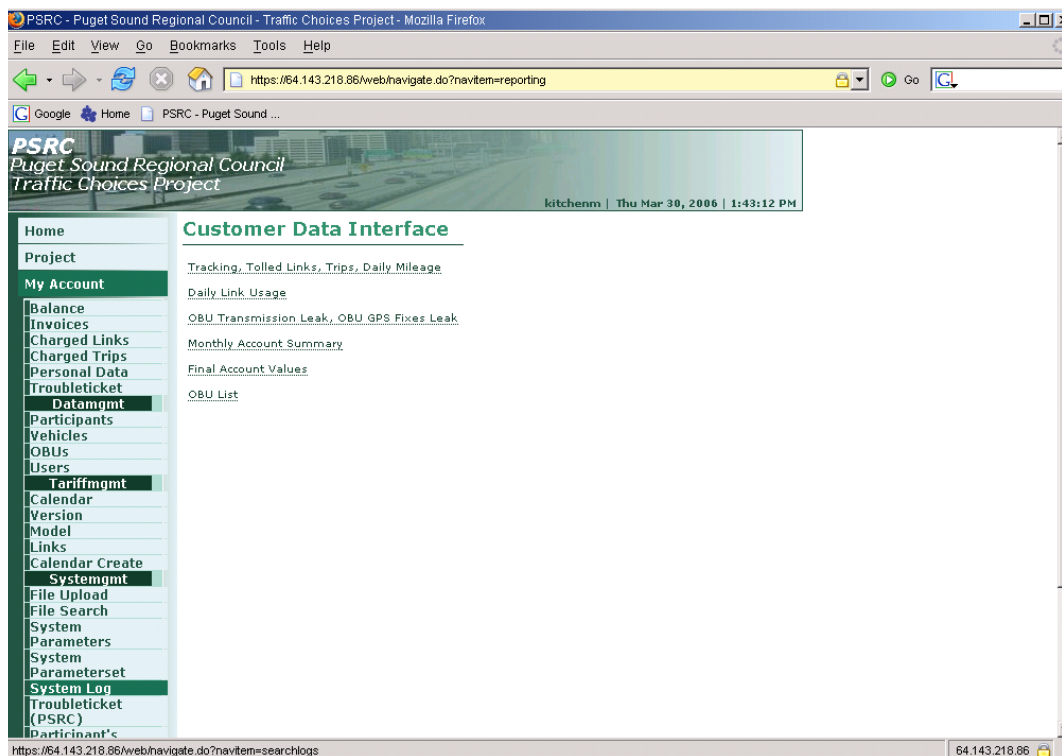 PSRC - Puget Sound Regional Council - Traffic Choices Project - Mozilla Firefox
File Edit View Go Bookmarks Tools Help
https://64.143.218.86/web/navigate.do?navitem=reporting
Go
G
G Google Home PSRC - Puget Sound ...
PSRC
Puget Sound Regional Council
Traffic Choices Project
kitchenm | Thu Mar 30, 2006 | 1:43:12 PM
Home
Project
My Account
Balance
Invoices
Charged Links
Charged Trips
Personal Data
Troubleticket
Datamgmt
Participants
Vehicles
OBUs
Users
Tariffmgmt
Calendar
Version
Model
Links
Calendar Create
Systemgmt
File Upload
File Search
System
Parameters
System
Parameterset
System Log
Troubleticket
(PSRC)
Participant's
Customer Data Interface
Tracking, Tolled Links, Trips, Daily Mileage
Daily Link Usage
OBU Transmission Leak, OBU GPS Fixes Leak
Monthly Account Summary
Final Account Values
OBU List
https://64.143.218.86/web/navigate.do?navitem=searchlogs
64.143.218.86